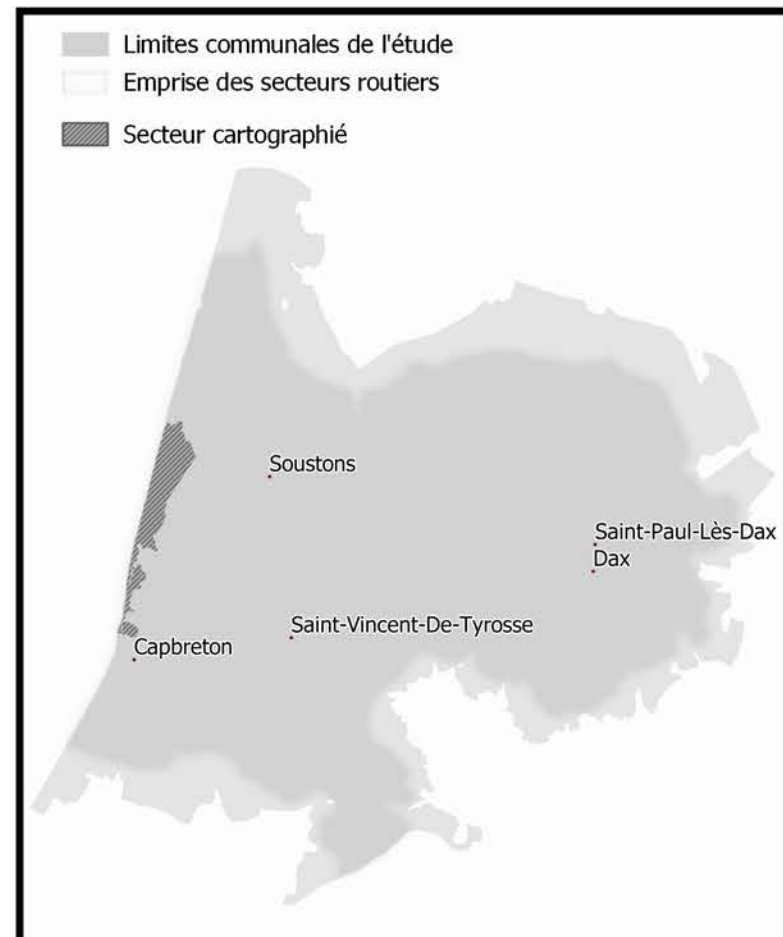 Limites communales de l'étude
Emprise des secteurs routiers
Secteur cartographié
Soustons
Saint-Paul-Lès-Dax
Dax
Saint-Vincent-De-Tyrosse
Capbreton